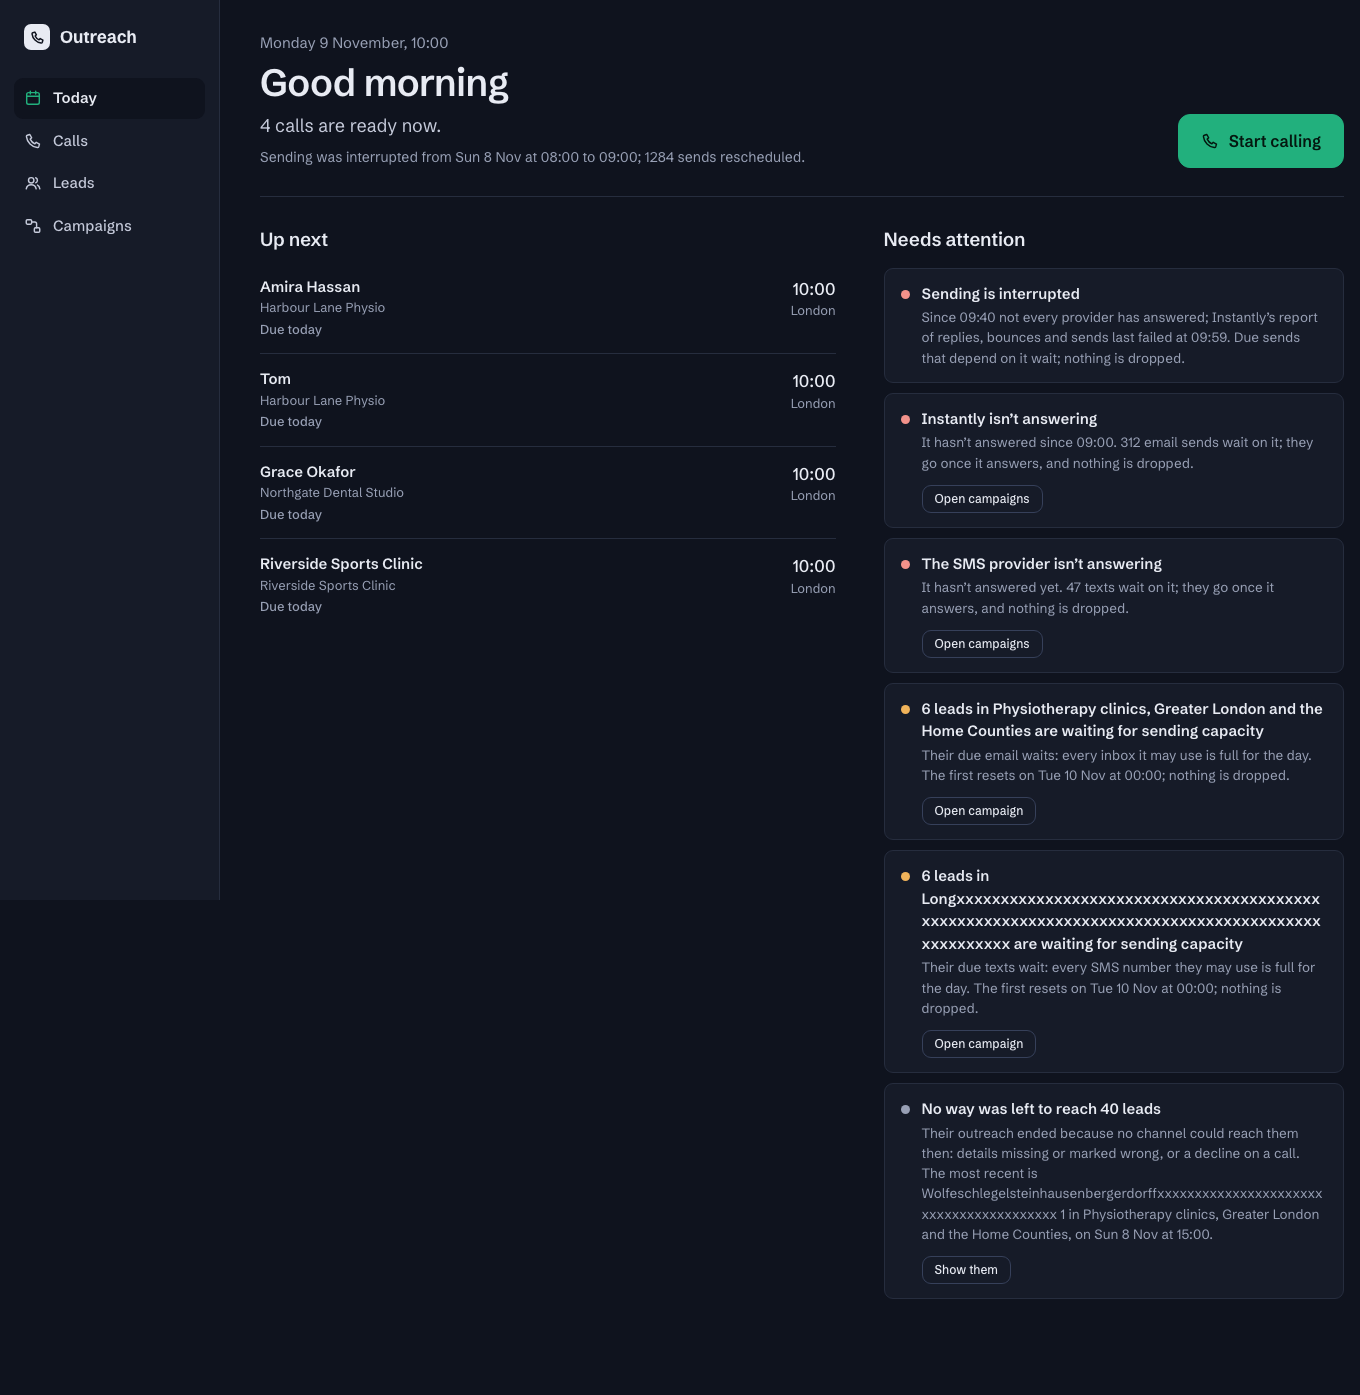 Outreach
Today
Calls
Leads
Campaigns
Monday 9 November, 10:00
Good morning
4 calls are ready now.
Sending was interrupted from Sun 8 Nov at 08:00 to 09:00; 1284 sends rescheduled.
Start calling
Up next
Amira Hassan
Harbour Lane Physio
Due today
10:00
London
Tom
Harbour Lane Physio
Due today
10:00
London
Grace Okafor
Northgate Dental Studio
Due today
10:00
London
Riverside Sports Clinic
Riverside Sports Clinic
Due today
10:00
London
Needs attention
Sending is interrupted
Since 09:40 not every provider has answered; Instantly’s report
of replies, bounces and sends last failed at 09:59. Due sends
that depend on it wait; nothing is dropped.
Instantly isn’t answering
It hasn’t answered since 09:00. 312 email sends wait on it; they
go once it answers, and nothing is dropped.
Open campaigns
The SMS provider isn’t answering
It hasn’t answered yet. 47 texts wait on it; they go once it
answers, and nothing is dropped.
Open campaigns
6 leads in Physiotherapy clinics, Greater London and the
Home Counties are waiting for sending capacity
Their due email waits: every inbox it may use is full for the day.
The first resets on Tue 10 Nov at 00:00; nothing is dropped.
Open campaign
6 leads in
Longxxxxxxxxxxxxxxxxxxxxxxxxxxxxxxxxxxxxxxxxx
xxxxxxxxxxxxxxxxxxxxxxxxxxxxxxxxxxxxxxxxxxxxx
xxxxxxxxxx are waiting for sending capacity
Their due texts wait: every SMS number they may use is full for
the day. The first resets on Tue 10 Nov at 00:00; nothing is
dropped.
Open campaign
No way was left to reach 40 leads
Their outreach ended because no channel could reach them
then: details missing or marked wrong, or a decline on a call.
The most recent is
Wolfeschlegelsteinhausenbergerdorffxxxxxxxxxxxxxxxxxxxxxx
xxxxxxxxxxxxxxxxxx 1 in Physiotherapy clinics, Greater London
and the Home Counties, on Sun 8 Nov at 15:00.
Show them